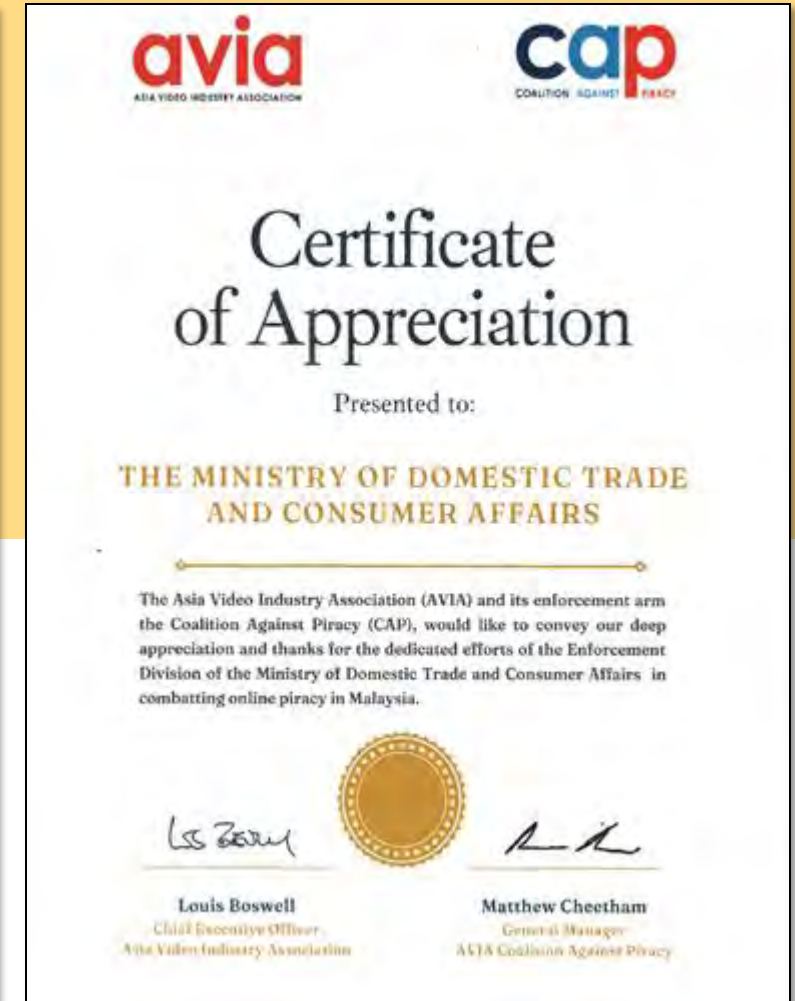 avia
ASIA VIDEO INDUSTRY ASSOCIATION
cap
COALITION AGAINST PIRACY
Certificate
of Appreciation
Presented to:
THE MINISTRY OF DOMESTIC TRADE
AND CONSUMER AFFAIRS
The Asia Video Industry Association (AVIA) and its enforcement arm
the Coalition Against Piracy (CAP), would like to convey our deep
appreciation and thanks for the dedicated efforts of the Enforcement
Division of the Ministry of Domestic Trade and Consumer Affairs in
combatting online piracy in Malaysia.
Louis Boswell
Chief Executive Officer
Asia Video Industry Association
Matthew Cheetham
General Manager
AVIA Coalition Against Piracy